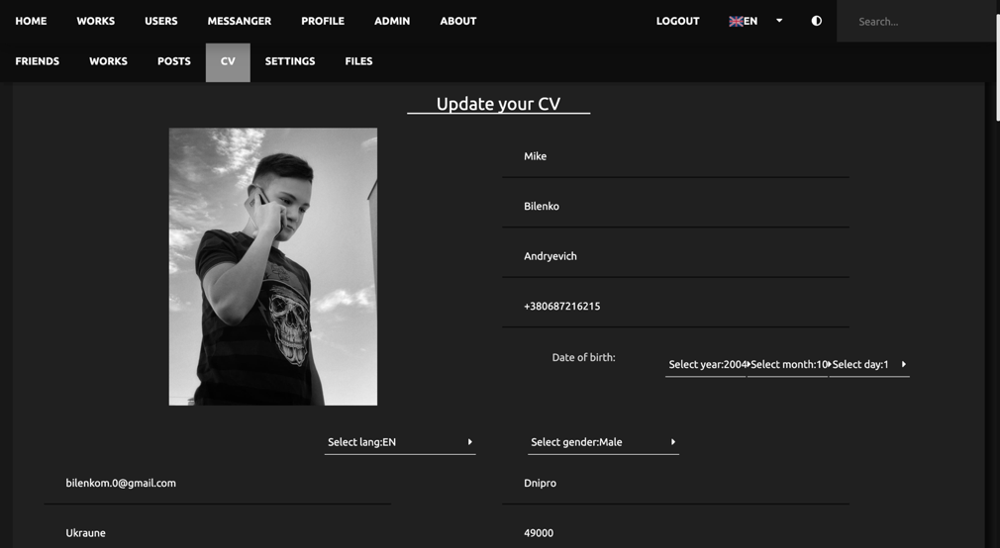 HOME WORKS USERS MESSANGER PROFILE ADMIN ABOUT LOGOUT EN Search...
FRIENDS WORKS POSTS CV SETTINGS FILES
Update your CV
Mike
Bilenko
Andryevich
+380687216215
Date of birth:
Select year:2004 Select month:10 Select day:1
Select lang:EN Select gender:Male
bilenkom.0@gmail.com Dnipro
Ukraune 49000